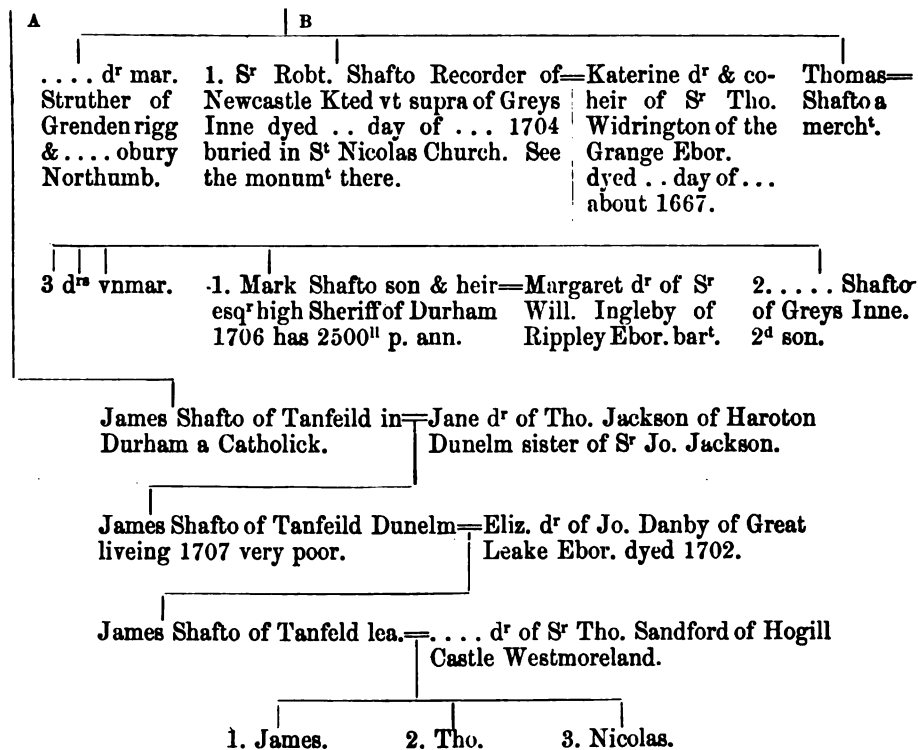 A
B
.... dʳ mar.
Struther of
Grenden rigg
& .... obury
Northumb.
1. Sʳ Robt. Shafto Recorder of=
Newcastle Kted vt supra of Greys
Inne dyed .. day of ... 1704
buried in Sᵗ Nicolas Church. See
the monumᵗ there.
Katerine dʳ & co-
heir of Sʳ Tho.
Widrington of the
Grange Ebor.
dyed .. day of ...
about 1667.
Thomas=
Shafto a
merchᵗ.
3 dʳˢ vnmar.
1. Mark Shafto son & heir=
esqʳ high Sheriff of Durham
1706 has 2500ˡˡ p. ann.
Margaret dʳ of Sʳ
Will. Ingleby of
Rippley Ebor. barᵗ.
2..... Shafto
of Greys Inne.
2ᵈ son.
James Shafto of Tanfeild in=
Durham a Catholick.
Jane dʳ of Tho. Jackson of Haroton
Dunelm sister of Sʳ Jo. Jackson.
James Shafto of Tanfeild Dunelm=
liveing 1707 very poor.
Eliz. dʳ of Jo. Danby of Great
Leake Ebor. dyed 1702.
James Shafto of Tanfeld lea.=
.... dʳ of Sʳ Tho. Sandford of Hogill
Castle Westmoreland.
1. James. 2. Tho. 3. Nicolas.